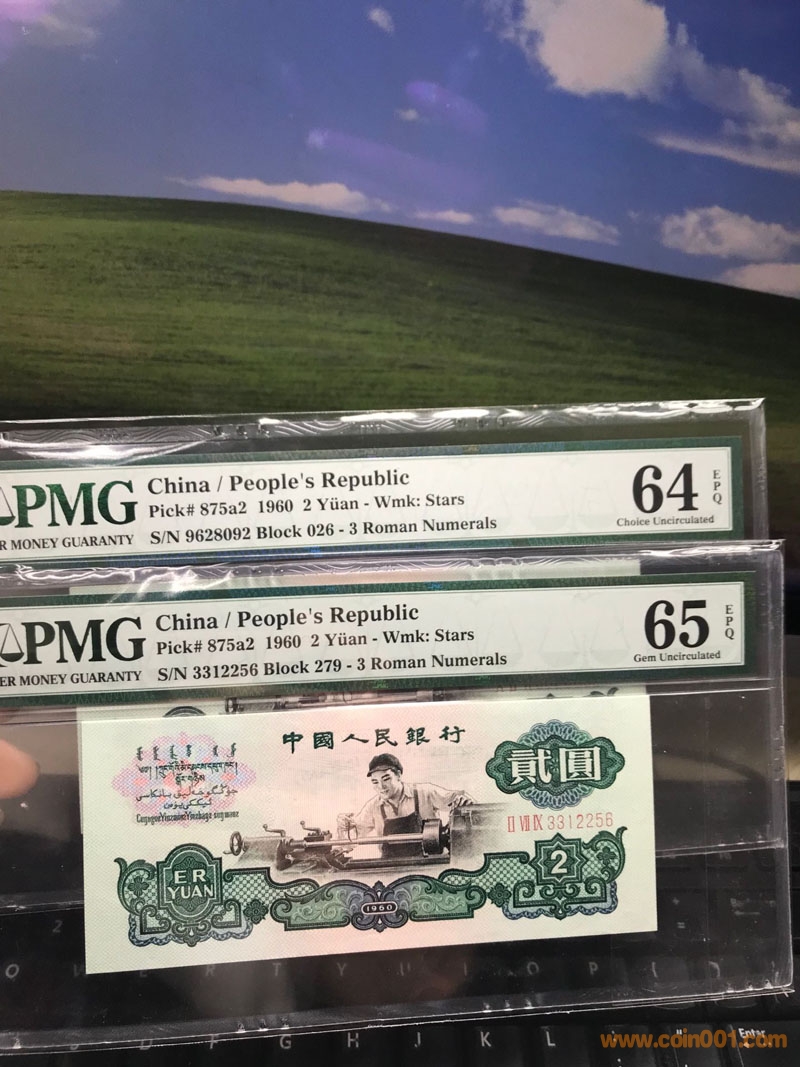 PMG
ER MONEY GUARANTY
China / People's Republic
Pick# 875a2 1960 2 Yüan - Wmk: Stars
S/N 9628092 Block 026 - 3 Roman Numerals
64
EPQ
Choice Uncirculated
PMG
ER MONEY GUARANTY
China / People's Republic
Pick# 875a2 1960 2 Yüan - Wmk: Stars
S/N 3312256 Block 279 - 3 Roman Numerals
65
EPQ
Gem Uncirculated
中國人民銀行
貳圓
II VII IX 3312256
ER
YUAN
2
1960
O W E R T Y U I O P { }
D F G H J K L " Enter
www.coin001.com